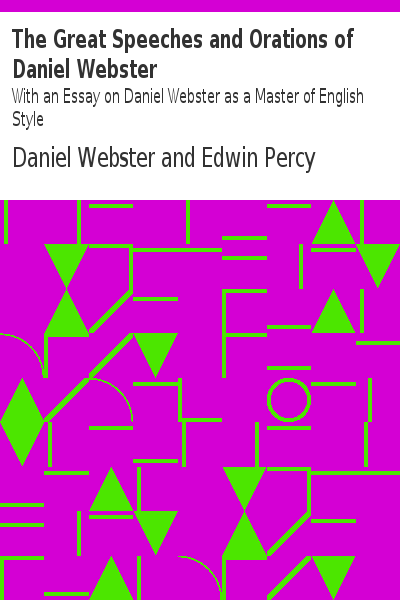 The Great Speeches and Orations of
Daniel Webster
With an Essay on Daniel Webster as a Master of English
Style
Daniel Webster and Edwin Percy